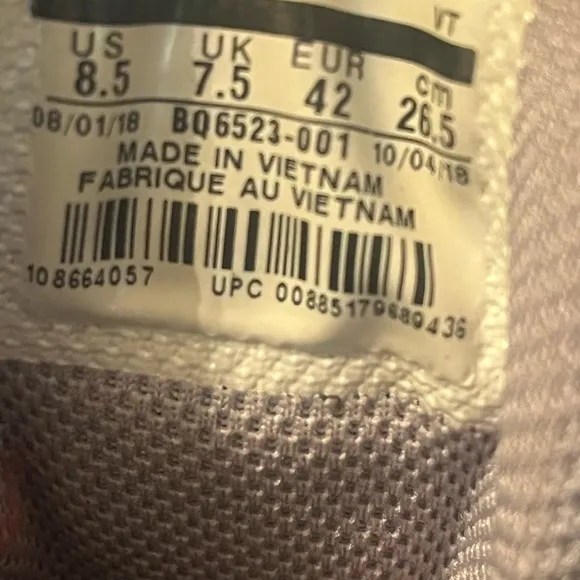 VT
US UK EUR cm
8.5 7.5 42 26.5
08/01/18 BQ6523-001 10/04/18
MADE IN VIETNAM
FABRIQUE AU VIETNAM
108664057 UPC 00885179689436